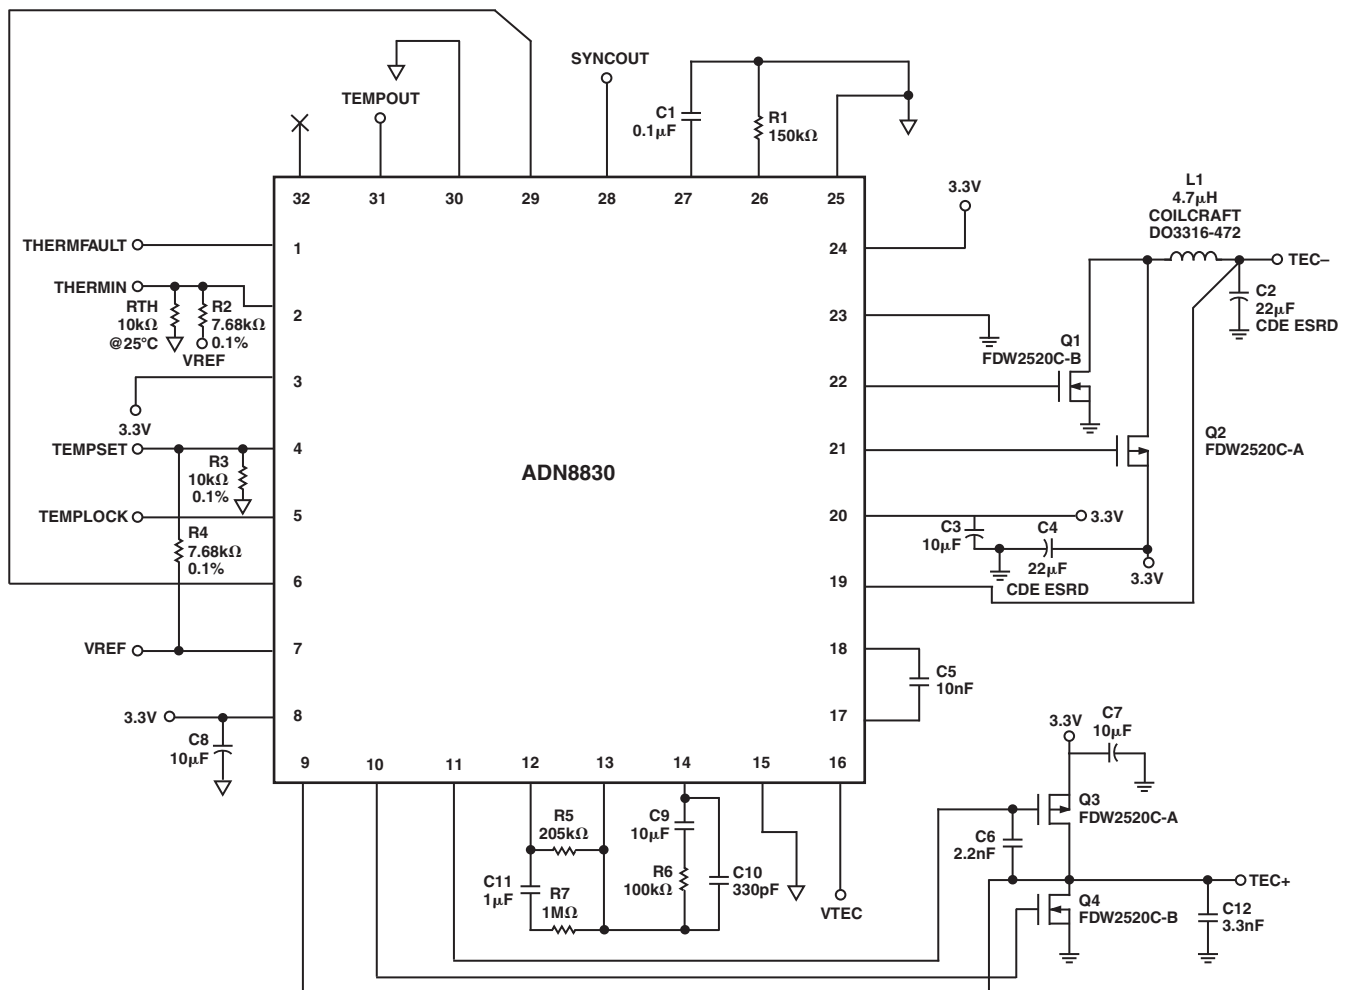 SYNCOUT
TEMPOUT
C1
0.1μF
R1
150kΩ
32
31
30
29
28
27
26
25
3.3V
L1
4.7μH
COILCRAFT
DO3316-472
THERMFAULT
1
24
TEC–
THERMIN
RTH
10kΩ
@25°C
R2
7.68kΩ
0.1%
VREF
2
23
C2
22μF
CDE ESRD
Q1
FDW2520C-B
3
22
3.3V
TEMPSET
4
21
Q2
FDW2520C-A
R3
10kΩ
0.1%
ADN8830
TEMPLOCK
5
20
3.3V
R4
7.68kΩ
0.1%
C3
10μF
C4
22μF
CDE ESRD
3.3V
6
19
VREF
7
18
C5
10nF
3.3V
8
17
C8
10μF
3.3V
C7
10μF
9
10
11
12
13
14
15
16
Q3
FDW2520C-A
R5
205kΩ
C9
10μF
C6
2.2nF
C11
1μF
R7
1MΩ
R6
100kΩ
C10
330pF
VTEC
TEC+
Q4
FDW2520C-B
C12
3.3nF